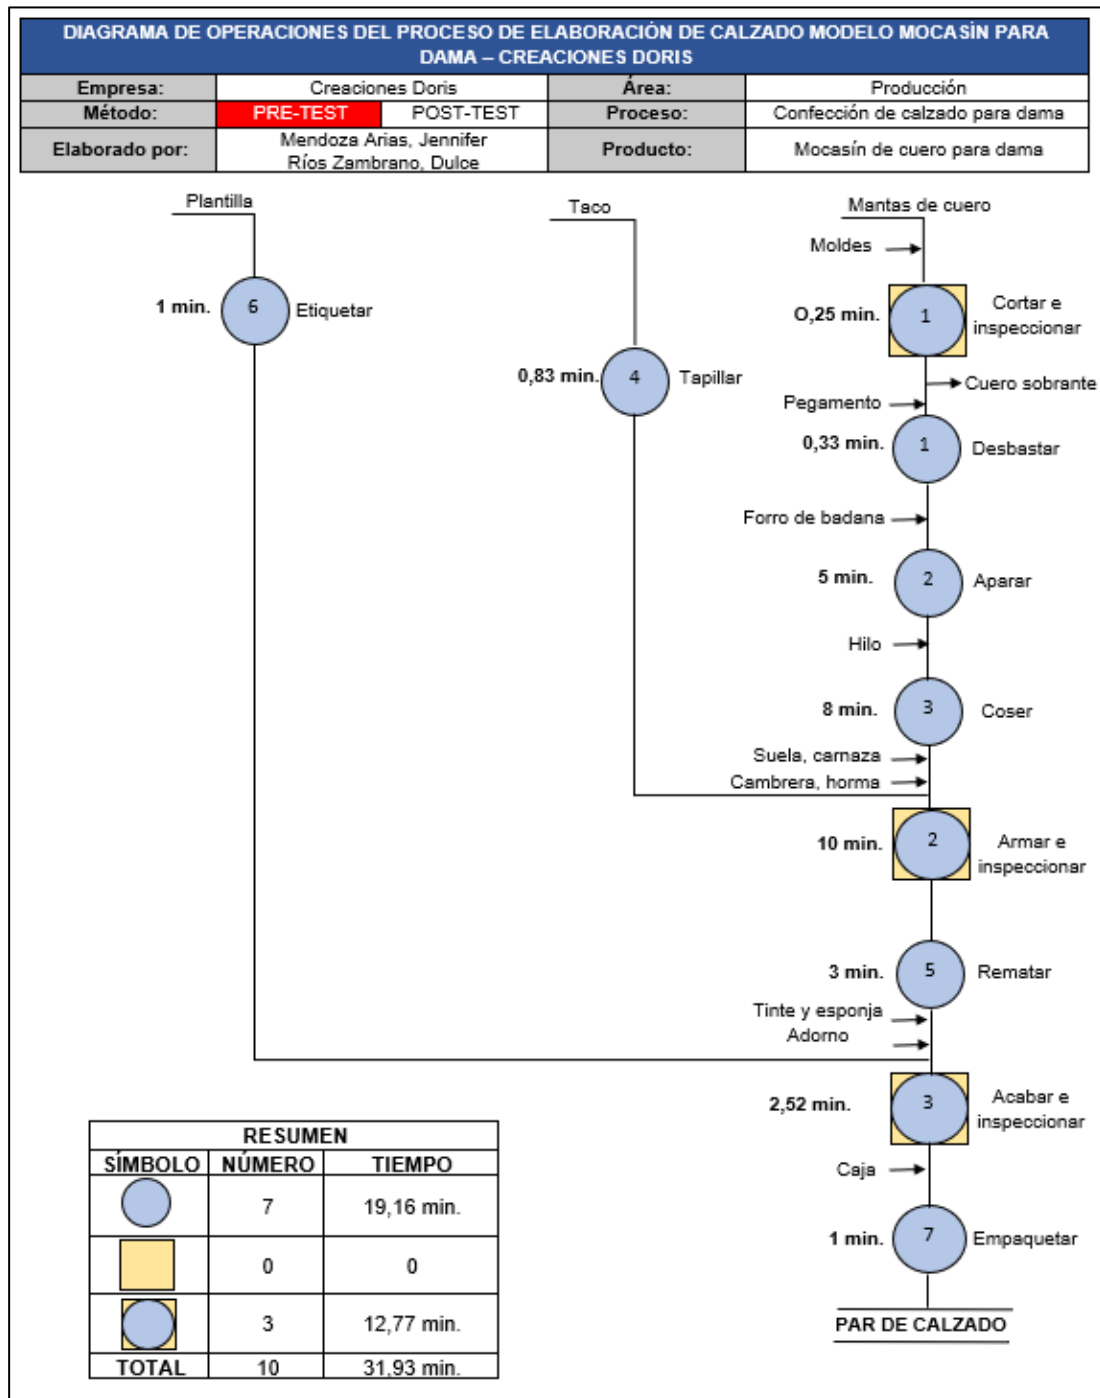 DIAGRAMA DE OPERACIONES DEL PROCESO DE ELABORACIÓN DE CALZADO MODELO MOCASÍN PARA
DAMA – CREACIONES DORIS
Empresa: Creaciones Doris Área: Producción
Método: PRE-TEST POST-TEST Proceso: Confección de calzado para dama
Elaborado por: Mendoza Arias, Jennifer
Ríos Zambrano, Dulce
Producto: Mocasín de cuero para dama
Plantilla
Taco
Mantas de cuero
Moldes
1 min. 6 Etiquetar
O,25 min. 1 Cortar e
inspeccionar
0,83 min. 4 Tapillar
Cuero sobrante
Pegamento
0,33 min. 1 Desbastar
Forro de badana
5 min. 2 Aparar
Hilo
8 min. 3 Coser
Suela, carnaza
Cambrera, horma
10 min. 2 Armar e
inspeccionar
3 min. 5 Rematar
Tinte y esponja
Adorno
2,52 min. 3 Acabar e
inspeccionar
Caja
1 min. 7 Empaquetar
PAR DE CALZADO
RESUMEN
SÍMBOLO NÚMERO TIEMPO
7 19,16 min.
0 0
3 12,77 min.
TOTAL 10 31,93 min.